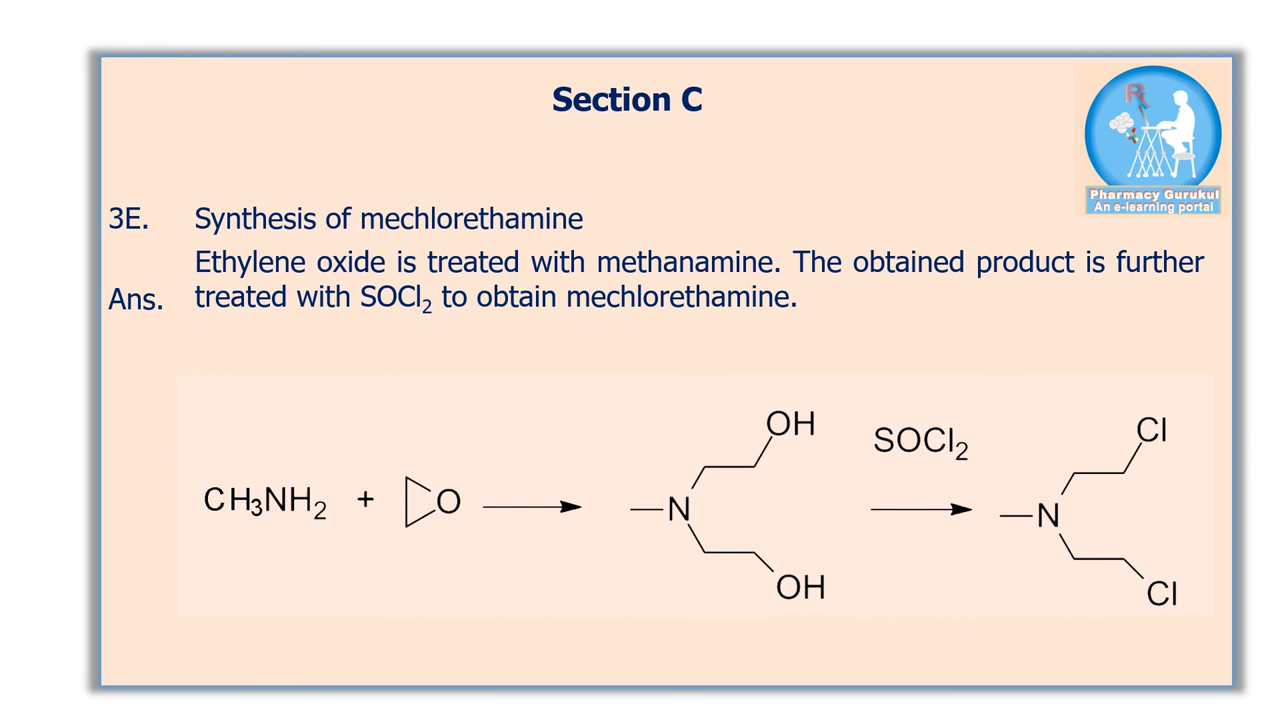 Section C
Rx
Pharmacy Gurukul
An e-learning portal
3E. Synthesis of mechlorethamine
Ethylene oxide is treated with methanamine. The obtained product is further
Ans. treated with SOCl₂ to obtain mechlorethamine.
CH₃NH₂ + O
N
OH
OH
SOCl₂
N
Cl
Cl